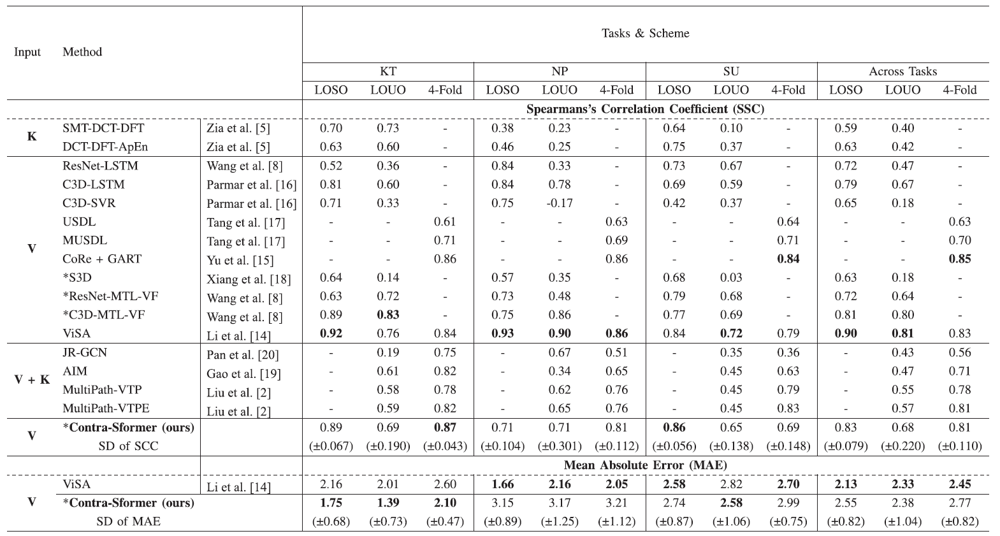 Tasks & Scheme
Input Method
KT NP SU Across Tasks
LOSO LOUO 4-Fold LOSO LOUO 4-Fold LOSO LOUO 4-Fold LOSO LOUO 4-Fold
Spearmans's Correlation Coefficient (SSC)
K
SMT-DCT-DFT Zia et al. [5] 0.70 0.73 - 0.38 0.23 - 0.64 0.10 - 0.59 0.40 -
DCT-DFT-ApEn Zia et al. [5] 0.63 0.60 - 0.46 0.25 - 0.75 0.37 - 0.63 0.42 -
V
ResNet-LSTM Wang et al. [8] 0.52 0.36 - 0.84 0.33 - 0.73 0.67 - 0.72 0.47 -
C3D-LSTM Parmar et al. [16] 0.81 0.60 - 0.84 0.78 - 0.69 0.59 - 0.79 0.67 -
C3D-SVR Parmar et al. [16] 0.71 0.33 - 0.75 -0.17 - 0.42 0.37 - 0.65 0.18 -
USDL Tang et al. [17] - - 0.61 - - 0.63 - - 0.64 - - 0.63
MUSDL Tang et al. [17] - - 0.71 - - 0.69 - - 0.71 - - 0.70
CoRe + GART Yu et al. [15] - - 0.86 - - 0.86 - - 0.84 - - 0.85
*S3D Xiang et al. [18] 0.64 0.14 - 0.57 0.35 - 0.68 0.03 - 0.63 0.18 -
*ResNet-MTL-VF Wang et al. [8] 0.63 0.72 - 0.73 0.48 - 0.79 0.68 - 0.72 0.64 -
*C3D-MTL-VF Wang et al. [8] 0.89 0.83 - 0.75 0.86 - 0.77 0.69 - 0.81 0.80 -
ViSA Li et al. [14] 0.92 0.76 0.84 0.93 0.90 0.86 0.84 0.72 0.79 0.90 0.81 0.83
V + K
JR-GCN Pan et al. [20] - 0.19 0.75 - 0.67 0.51 - 0.35 0.36 - 0.43 0.56
AIM Gao et al. [19] - 0.61 0.82 - 0.34 0.65 - 0.45 0.63 - 0.47 0.71
MultiPath-VTP Liu et al. [2] - 0.58 0.78 - 0.62 0.76 - 0.45 0.79 - 0.55 0.78
MultiPath-VTPE Liu et al. [2] - 0.59 0.82 - 0.65 0.76 - 0.45 0.83 - 0.57 0.81
V
*Contra-Sformer (ours) 0.89 0.69 0.87 0.71 0.71 0.81 0.86 0.65 0.69 0.83 0.68 0.81
SD of SCC (±0.067) (±0.190) (±0.043) (±0.104) (±0.301) (±0.112) (±0.056) (±0.138) (±0.148) (±0.079) (±0.220) (±0.110)
Mean Absolute Error (MAE)
V
ViSA Li et al. [14] 2.16 2.01 2.60 1.66 2.16 2.05 2.58 2.82 2.70 2.13 2.33 2.45
*Contra-Sformer (ours) 1.75 1.39 2.10 3.15 3.17 3.21 2.74 2.58 2.99 2.55 2.38 2.77
SD of MAE (±0.68) (±0.73) (±0.47) (±0.89) (±1.25) (±1.12) (±0.87) (±1.06) (±0.75) (±0.82) (±1.04) (±0.82)